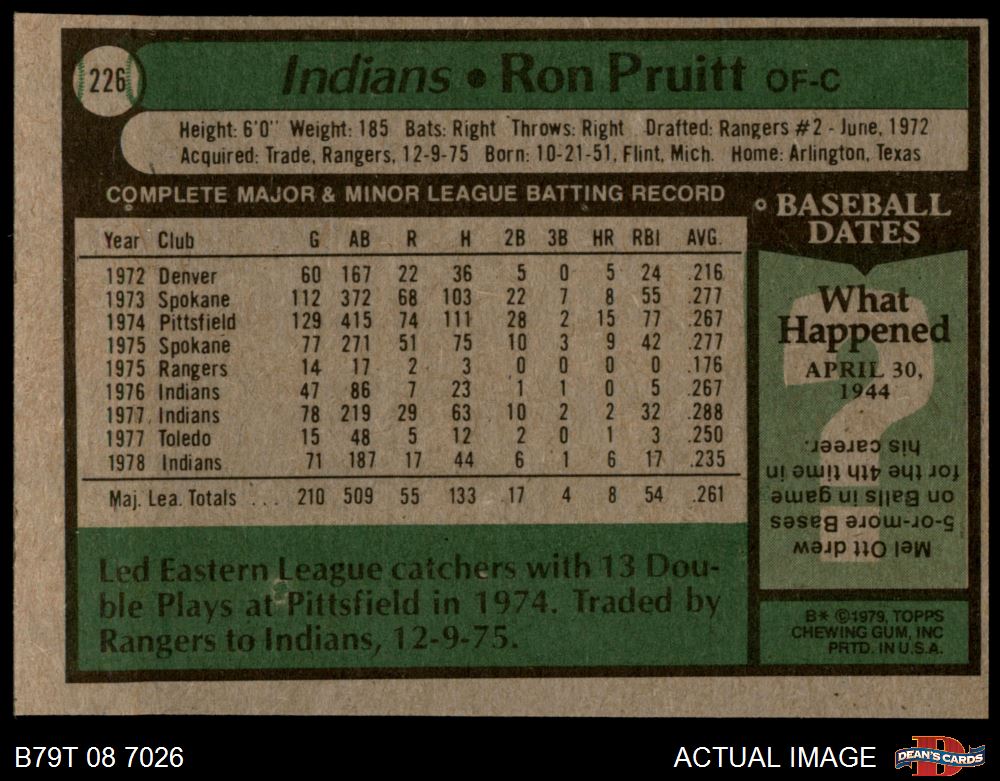 226
Indians • Ron Pruitt OF-C
Height: 6'0" Weight: 185 Bats: Right Throws: Right Drafted: Rangers #2 - June, 1972
Acquired: Trade, Rangers, 12-9-75 Born: 10-21-51, Flint, Mich. Home: Arlington, Texas
COMPLETE MAJOR & MINOR LEAGUE BATTING RECORD
Year Club G AB R H 2B 3B HR RBI AVG.
1972 Denver 60 167 22 36 5 0 5 24 .216
1973 Spokane 112 372 68 103 22 7 8 55 .277
1974 Pittsfield 129 415 74 111 28 2 15 77 .267
1975 Spokane 77 271 51 75 10 3 9 42 .277
1975 Rangers 14 17 2 3 0 0 0 0 .176
1976 Indians 47 86 7 23 1 1 0 5 .267
1977 Indians 78 219 29 63 10 2 2 32 .288
1977 Toledo 15 48 5 12 2 0 1 3 .250
1978 Indians 71 187 17 44 6 1 6 17 .235
Maj. Lea. Totals ... 210 509 55 133 17 4 8 54 .261
Led Eastern League catchers with 13 Dou-
ble Plays at Pittsfield in 1974. Traded by
Rangers to Indians, 12-9-75.
BASEBALL
DATES
What
Happened
APRIL 30,
1944
Mel Ott drew
5-or-more Bases
on Balls in game
for the 4th time in
his career.
B* ©1979, TOPPS
CHEWING GUM, INC
PRTD. IN U.S.A.
B79T 08 7026
ACTUAL IMAGE
D
DEAN'S CARDS